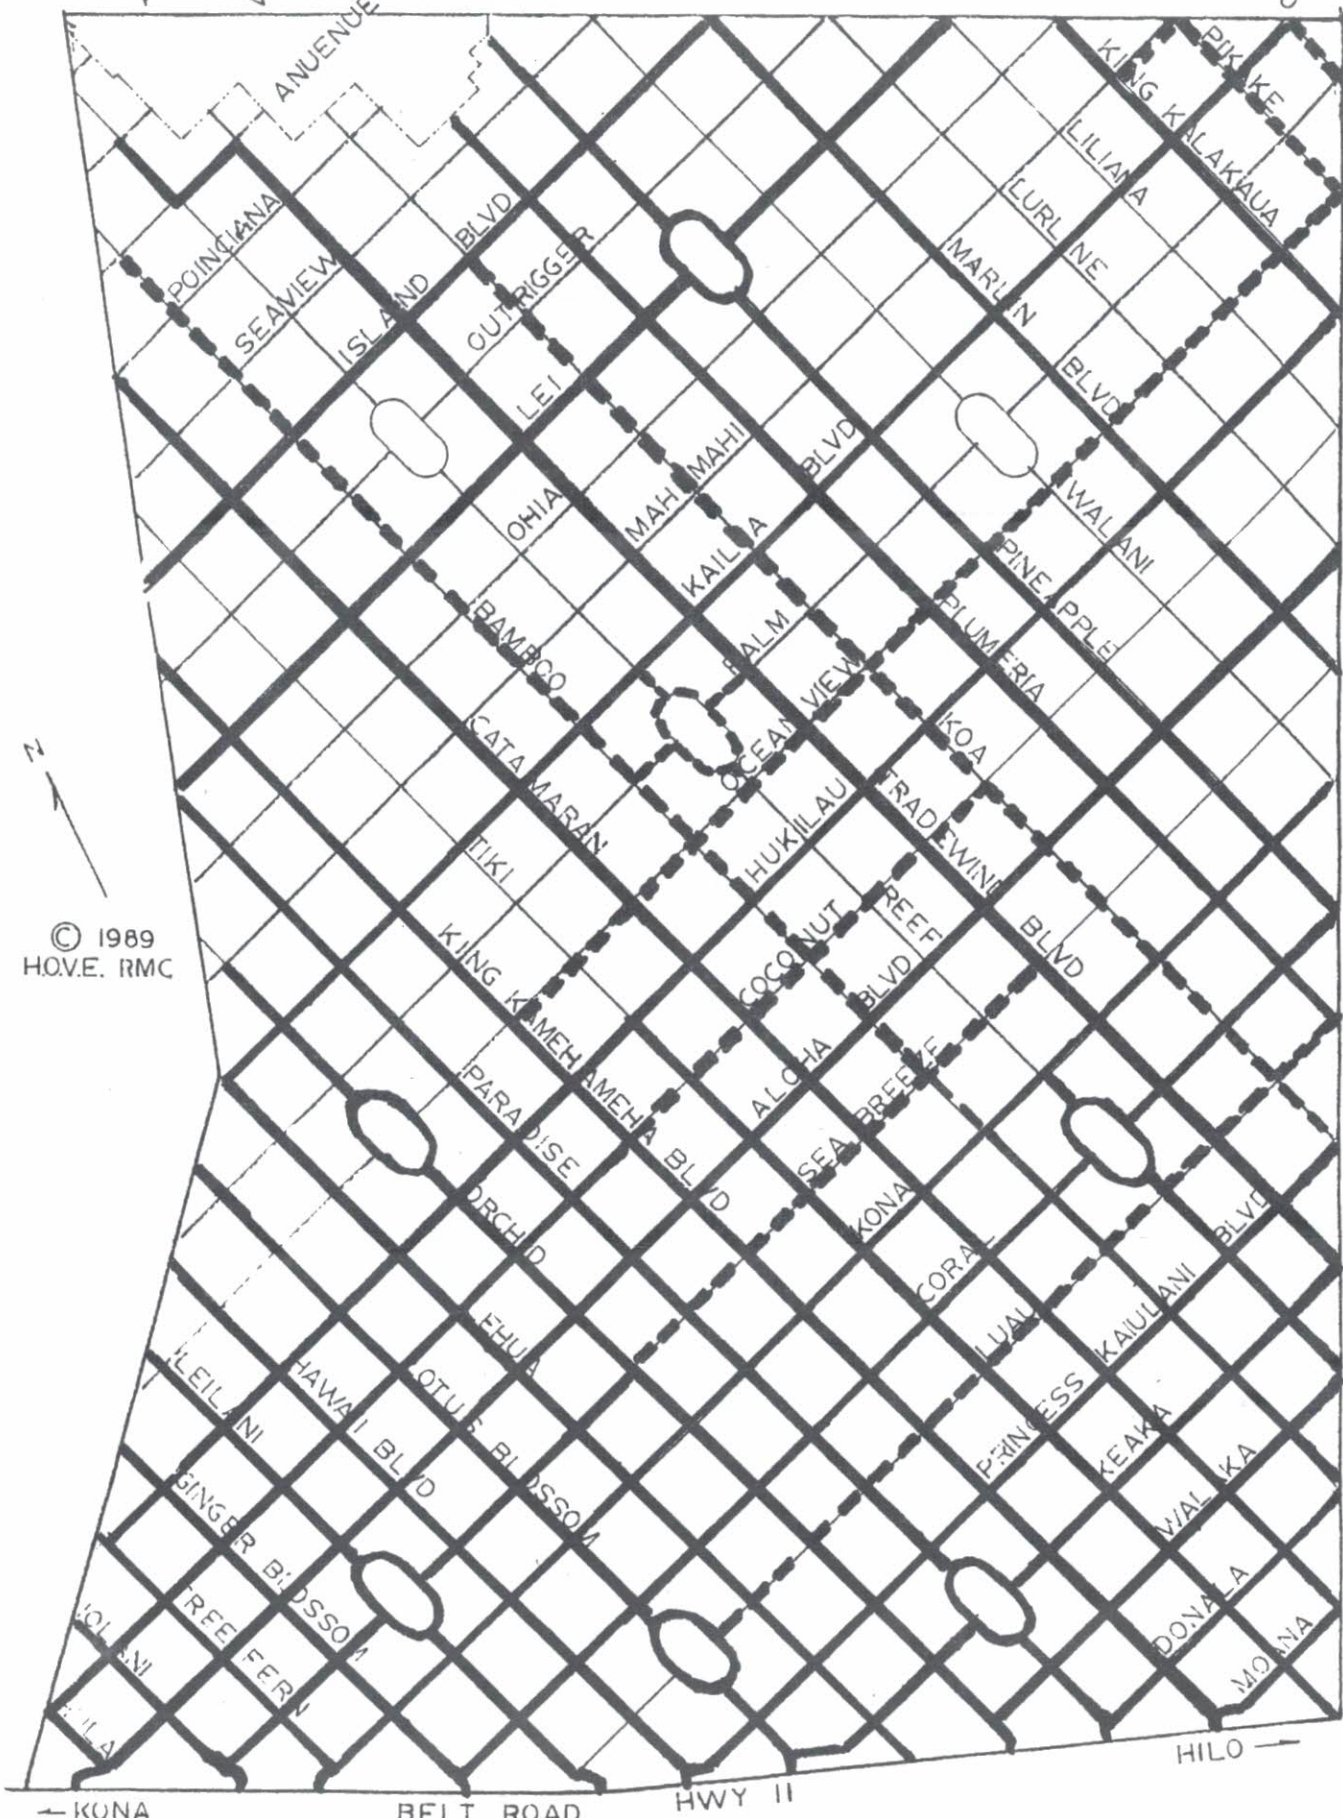 ANUENUE
PIKAKE
KING KALAKAUA
LILIANA
LURLINE
MARLIN BLVD
POINCIANA
SEAVIEW
ISLAND BLVD
OUTRIGGER
LEI
MAHIMAHI
BLVD
OHIA
KAILUA
WALANI
PINEAPPLE
PLUMERIA
BAMBOO
PALM
OCEAN VIEW
KOA
CATAMARAN
HUKILAU
TRADEWIND BLVD
TIKI
REEF
COCONUT
BLVD
KING KAMEHAMEHA BLVD
N
© 1989
H.O.V.E. RMC
ALOHA
SEA BREEZE
PARADISE
ORCHID
KONA
CORAL
LUAU
PRINCESS KAIULANI BLVD
LEHUA
LOTUS BLOSSOM
HAWAII BLVD
LEILANI
KEAKA
WALIKA
GINGER BLOSSOM
TREE FERN
IOLANI
DONALA
MOANA
HILO →
← KONA
BELT ROAD
HWY 11